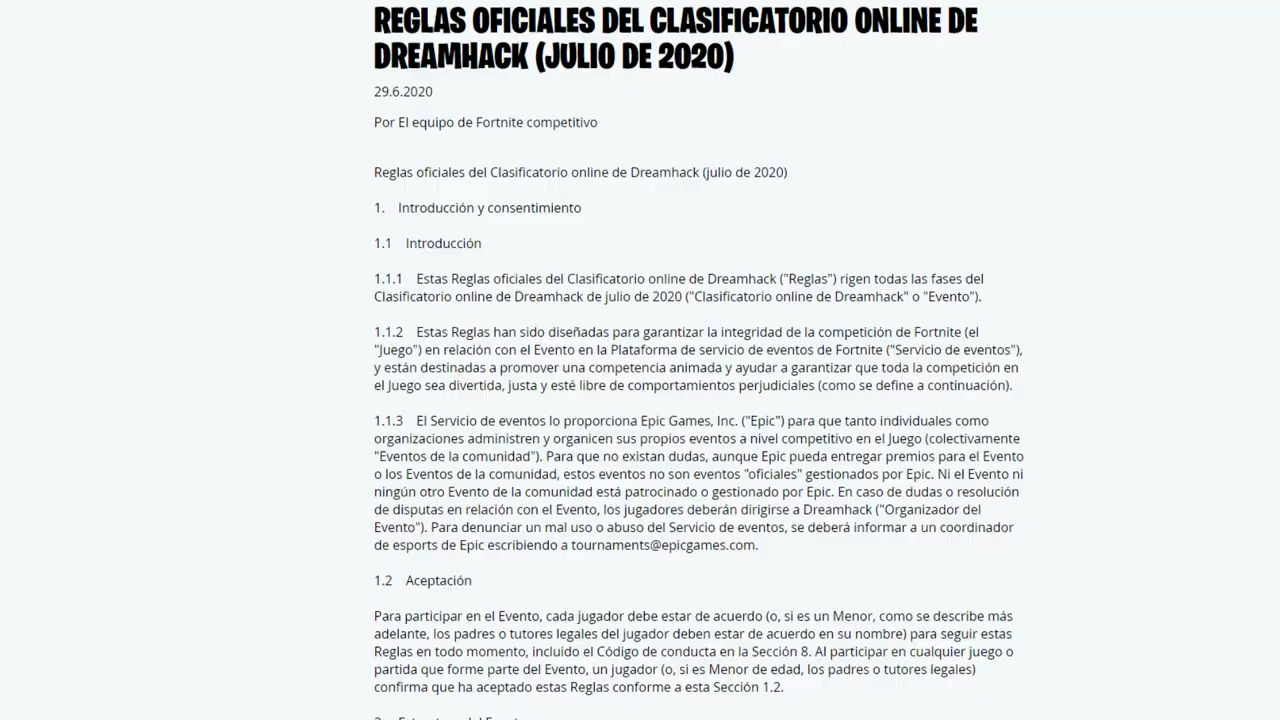 REGLAS OFICIALES DEL CLASIFICATORIO ONLINE DE
DREAMHACK (JULIO DE 2020)
29.6.2020
Por El equipo de Fortnite competitivo
Reglas oficiales del Clasificatorio online de Dreamhack (julio de 2020)
1. Introducción y consentimiento
1.1 Introducción
1.1.1 Estas Reglas oficiales del Clasificatorio online de Dreamhack ("Reglas") rigen todas las fases del
Clasificatorio online de Dreamhack de julio de 2020 ("Clasificatorio online de Dreamhack" o "Evento").
1.1.2 Estas Reglas han sido diseñadas para garantizar la integridad de la competición de Fortnite (el
"Juego") en relación con el Evento en la Plataforma de servicio de eventos de Fortnite ("Servicio de eventos"),
y están destinadas a promover una competencia animada y ayudar a garantizar que toda la competición en
el Juego sea divertida, justa y esté libre de comportamientos perjudiciales (como se define a continuación).
1.1.3 El Servicio de eventos lo proporciona Epic Games, Inc. ("Epic") para que tanto individuales como
organizaciones administren y organicen sus propios eventos a nivel competitivo en el Juego (colectivamente
"Eventos de la comunidad"). Para que no existan dudas, aunque Epic pueda entregar premios para el Evento
o los Eventos de la comunidad, estos eventos no son eventos "oficiales" gestionados por Epic. Ni el Evento ni
ningún otro Evento de la comunidad está patrocinado o gestionado por Epic. En caso de dudas o resolución
de disputas en relación con el Evento, los jugadores deberán dirigirse a Dreamhack ("Organizador del
Evento"). Para denunciar un mal uso o abuso del Servicio de eventos, se deberá informar a un coordinador
de esports de Epic escribiendo a tournaments@epicgames.com.
1.2 Aceptación
Para participar en el Evento, cada jugador debe estar de acuerdo (o, si es un Menor, como se describe más
adelante, los padres o tutores legales del jugador deben estar de acuerdo en su nombre) para seguir estas
Reglas en todo momento, incluido el Código de conducta en la Sección 8. Al participar en cualquier juego o
partida que forme parte del Evento, un jugador (o, si es Menor de edad, los padres o tutores legales)
confirma que ha aceptado estas Reglas conforme a esta Sección 1.2.